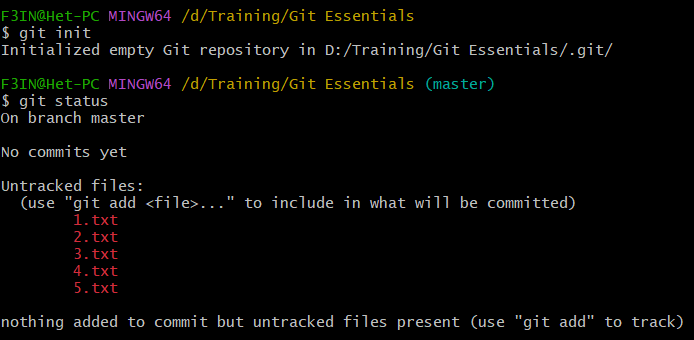 F3IN@Het-PC MINGW64 /d/Training/Git Essentials
$ git init
Initialized empty Git repository in D:/Training/Git Essentials/.git/
F3IN@Het-PC MINGW64 /d/Training/Git Essentials (master)
$ git status
On branch master
No commits yet
Untracked files:
(use "git add <file>..." to include in what will be committed)
1.txt
2.txt
3.txt
4.txt
5.txt
nothing added to commit but untracked files present (use "git add" to track)